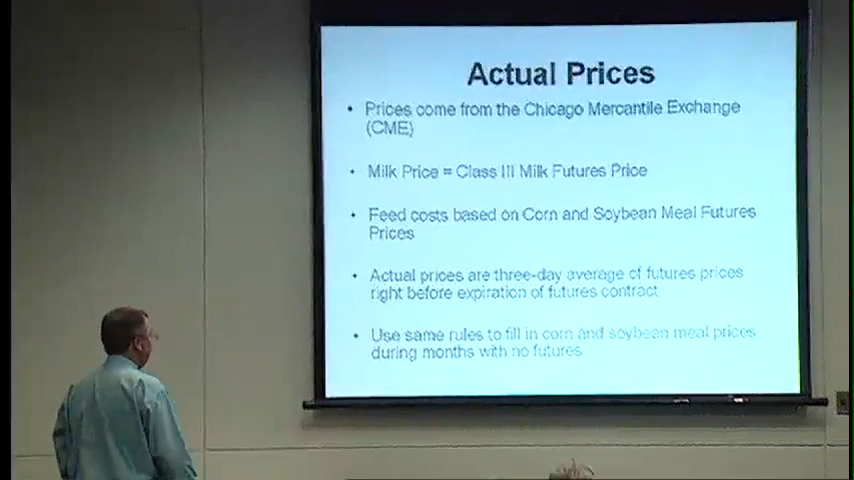 Actual Prices
• Prices come from the Chicago Mercantile Exchange
(CME)
• Milk Price = Class III Milk Futures Price
• Feed costs based on Corn and Soybean Meal Futures
Prices
• Actual prices are three-day average of futures prices
right before expiration of futures contract
• Use same rules to fill in corn and soybean meal prices
during months with no futures